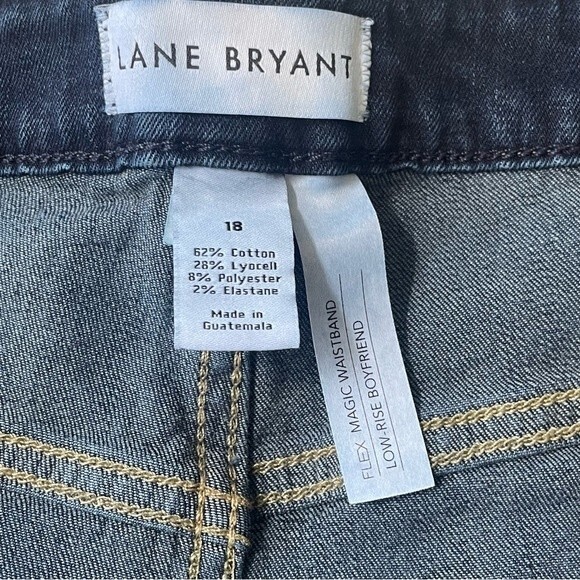 LANE BRYANT
18
62% Cotton
28% Lyocell
8% Polyester
2% Elastane
Made in
Guatemala
FLEX MAGIC WAISTBAND
LOW-RISE BOYFRIEND